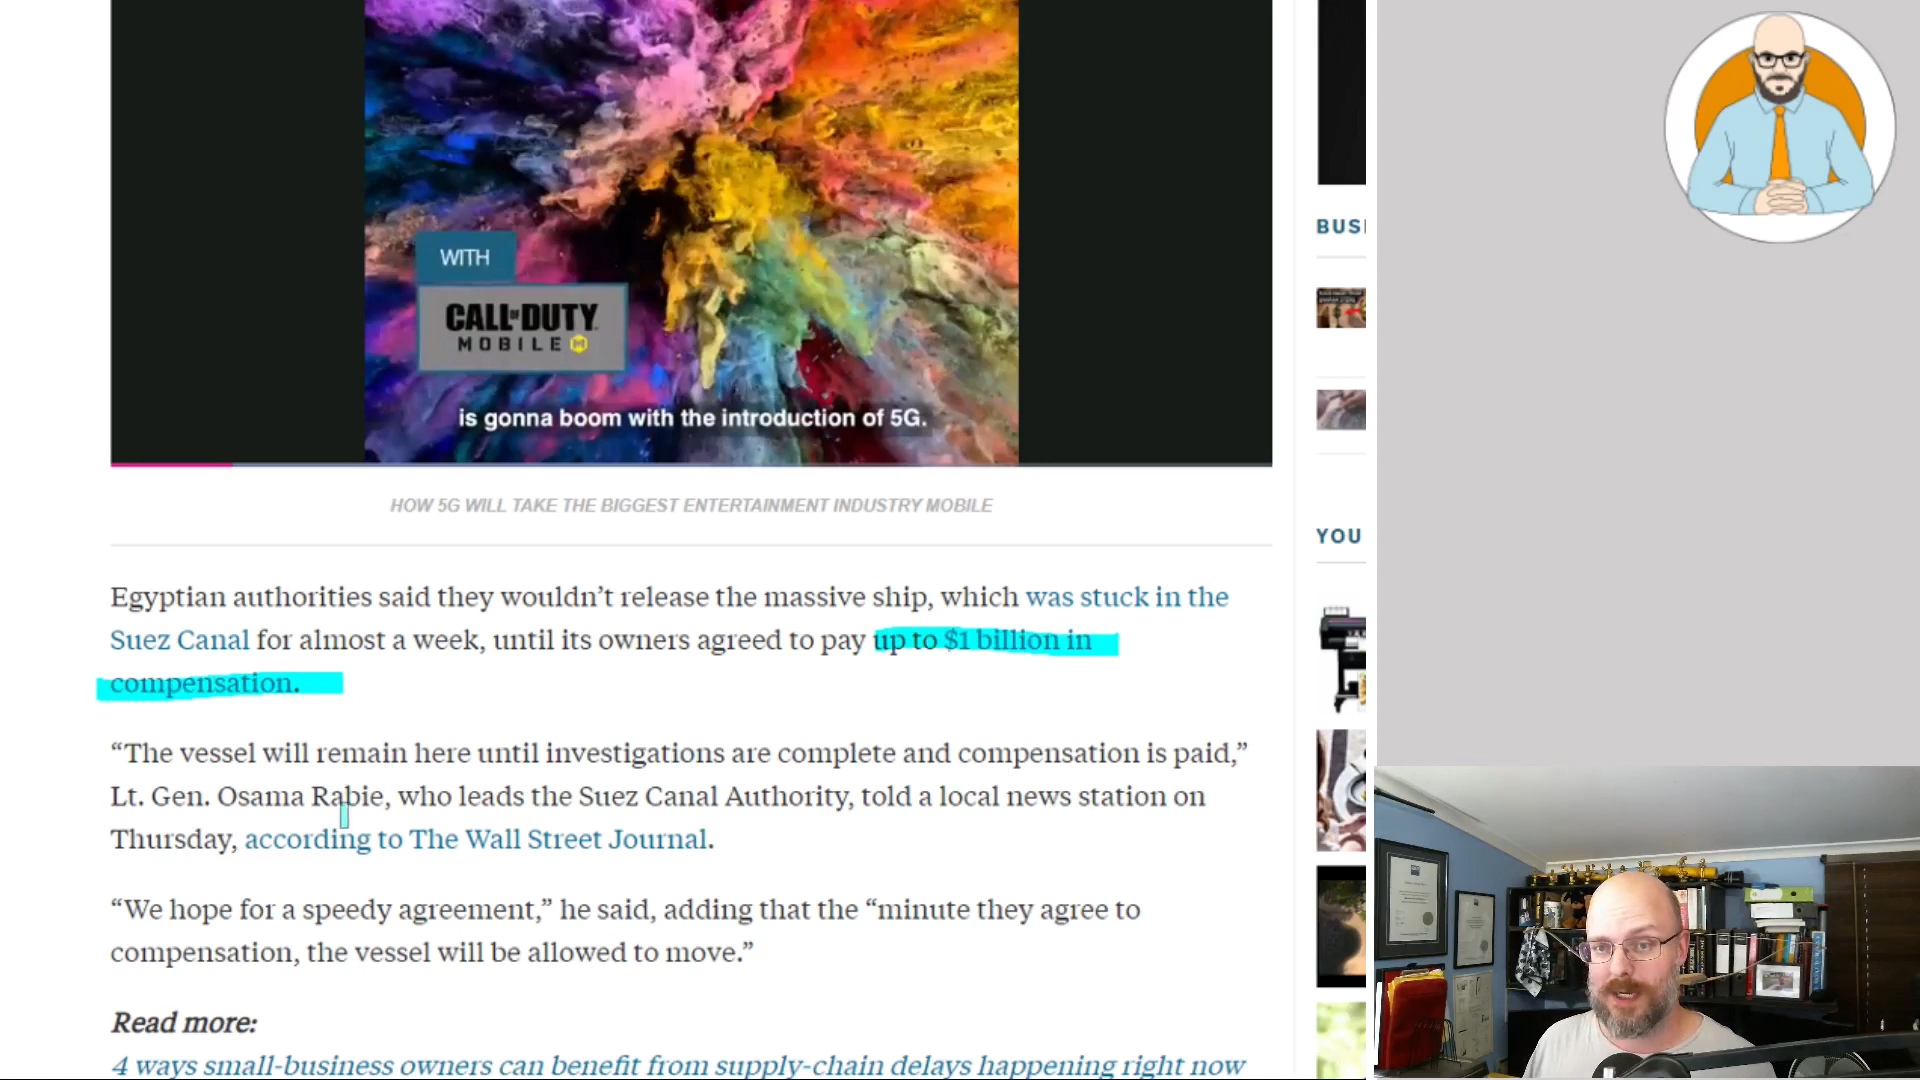 WITH
CALL OF DUTY
MOBILE
is gonna boom with the introduction of 5G.
HOW 5G WILL TAKE THE BIGGEST ENTERTAINMENT INDUSTRY MOBILE
Egyptian authorities said they wouldn’t release the massive ship, which was stuck in the
Suez Canal for almost a week, until its owners agreed to pay up to $1 billion in
compensation.
“The vessel will remain here until investigations are complete and compensation is paid,”
Lt. Gen. Osama Rabie, who leads the Suez Canal Authority, told a local news station on
Thursday, according to The Wall Street Journal.
“We hope for a speedy agreement,” he said, adding that the “minute they agree to
compensation, the vessel will be allowed to move.”
Read more:
4 ways small-business owners can benefit from supply-chain delays happening right now
BUSI
YOU